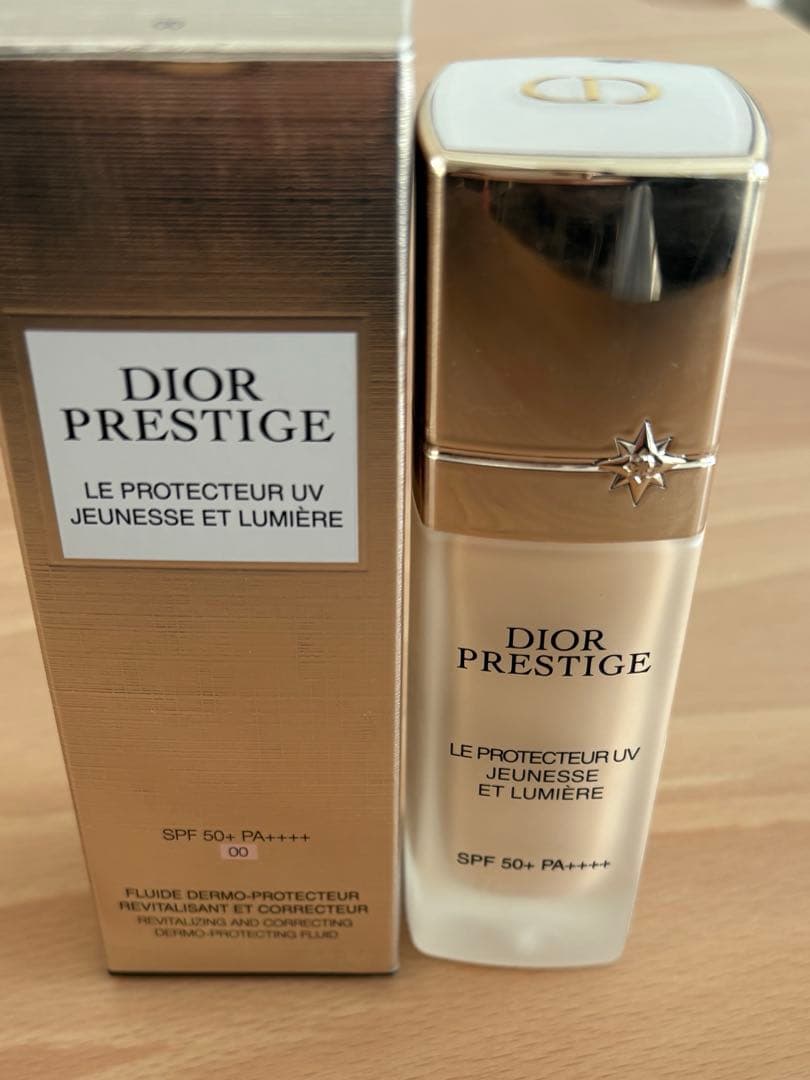 DIOR
PRESTIGE
LE PROTECTEUR UV
JEUNESSE ET LUMIÈRE
SPF 50+ PA++++
00
FLUIDE DERMO-PROTECTEUR
REVITALISANT ET CORRECTEUR
REVITALIZING AND CORRECTING
DERMO-PROTECTING FLUID
CD
DIOR
PRESTIGE
LE PROTECTEUR UV
JEUNESSE
ET LUMIÈRE
SPF 50+ PA++++